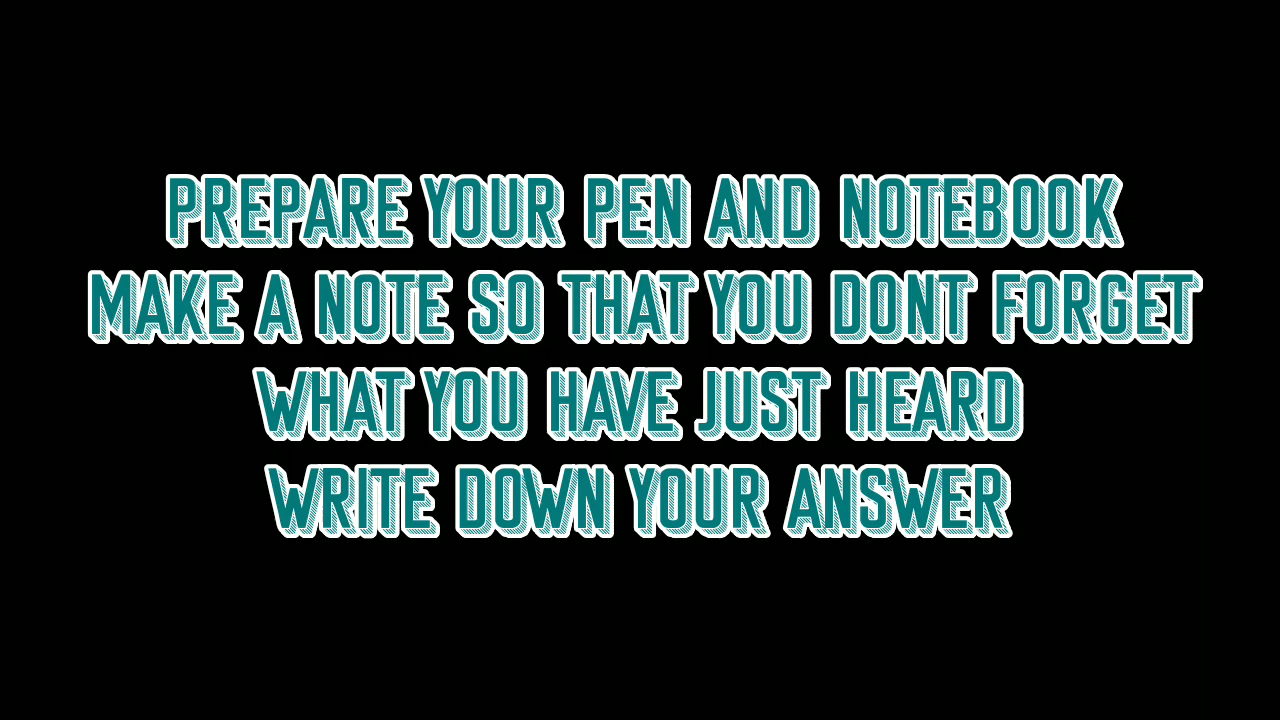 PREPARE YOUR PEN AND NOTEBOOK
MAKE A NOTE SO THAT YOU DONT FORGET
WHAT YOU HAVE JUST HEARD
WRITE DOWN YOUR ANSWER